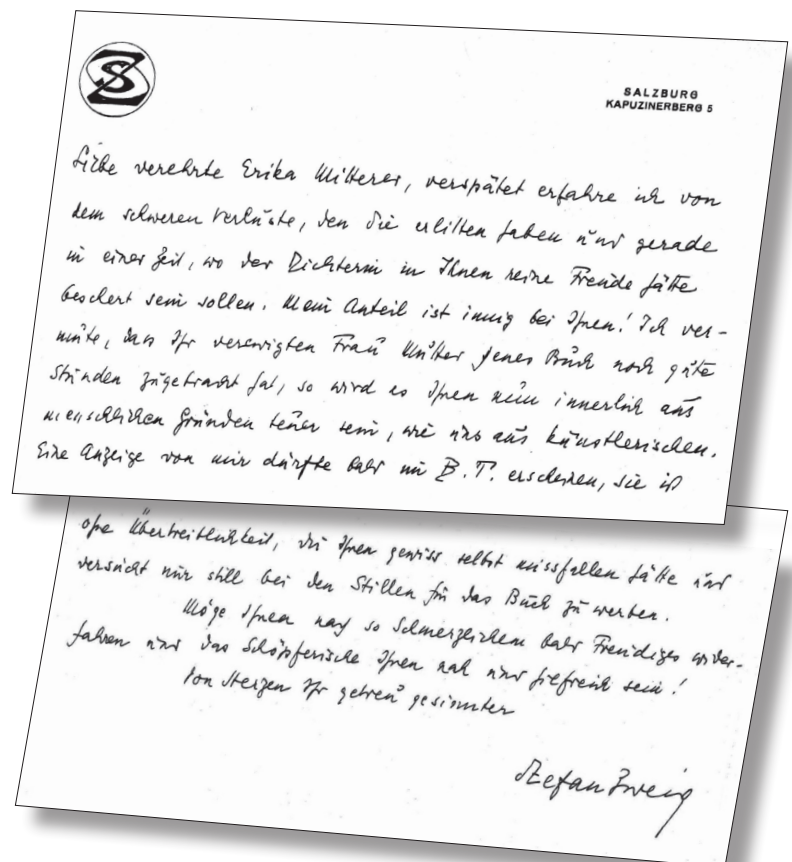 SZ
SALZBURG
KAPUZINERBERG 5
Liebe verehrte Erika Mitterer, verspätet erfahre ich von
dem schweren Verluste, den Sie erlitten haben und gerade
in einer Zeit, wo der Dichterin in Ihnen reine Freude hätte
beschert sein sollen. Mein Anteil ist innig bei Ihnen! Ich ver-
mute, dass Ihr verewigten Frau Mutter jenes Buch noch gute
Stunden zugebracht hat, so wird es Ihnen nun innerlich aus
menschlichen Gründen teuer sein, wie uns aus künstlerischen.
Eine Anzeige von mir dürfte bald im B.T. erscheinen, sie ist
ohne Übertreiblichkeit, die Ihnen gewiss selbst missfallen hätte und
versucht nur still bei den Stillen für das Buch zu werben.
Möge Ihnen nach so Schmerzlichem bald Freudiges wider-
fahren und das Schöpferische Ihnen nah und hilfreich sein!
Von Herzen Ihr getreu gesinnter
Stefan Zweig